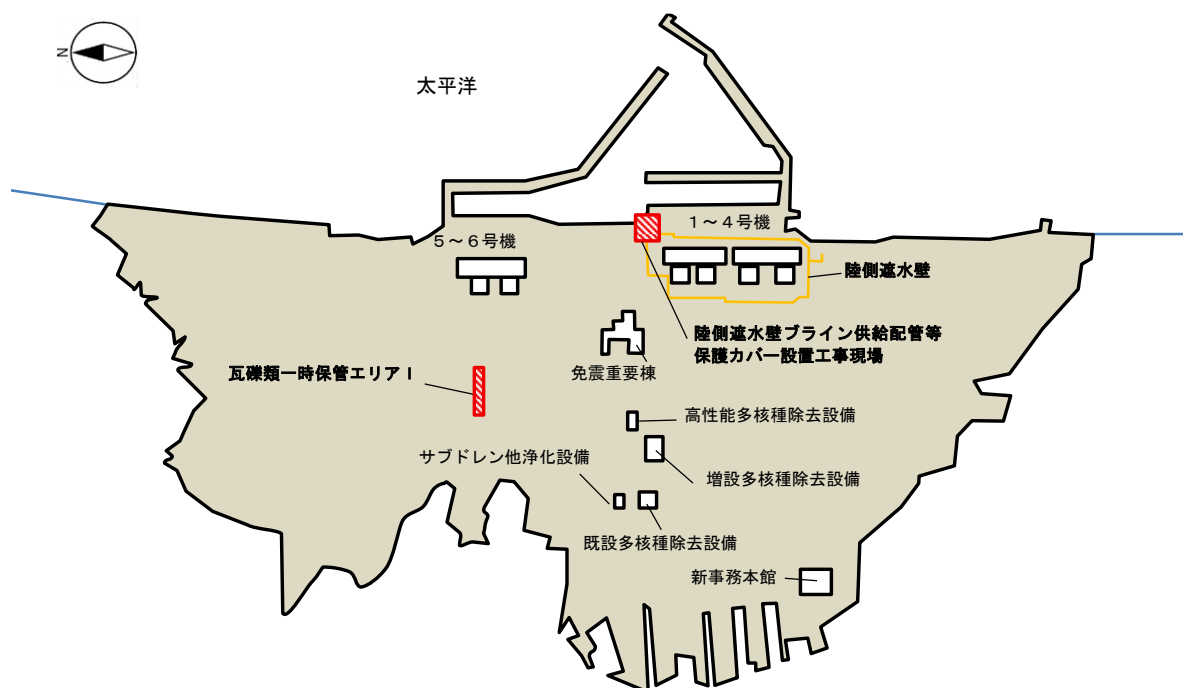 N
太平洋
1～4号機
5～6号機
陸側遮水壁
陸側遮水壁ブライン供給配管等
保護カバー設置工事現場
免震重要棟
瓦礫類一時保管エリアI
高性能多核種除去設備
サブドレン他浄化設備
増設多核種除去設備
既設多核種除去設備
新事務本館